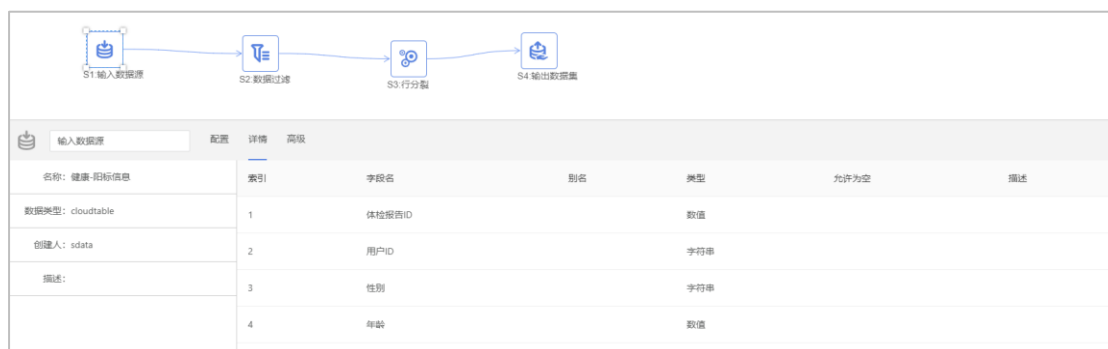 S1:输入数据源
S2:数据过滤
S3:行分裂
S4:输出数据集
输入数据源 配置 详情 高级
名称: 健康-阳标信息
数据类型: cloudtable
创建人: sdata
描述:
索引 字段名 别名 类型 允许为空 描述
1 体检报告ID 数值
2 用户ID 字符串
3 性别 字符串
4 年龄 数值